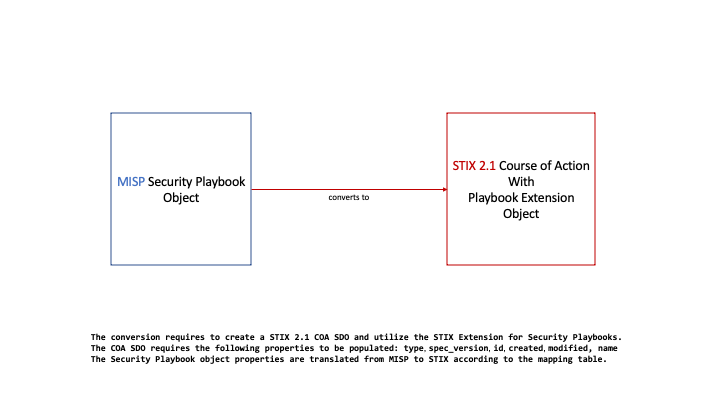 MISP Security Playbook
Object
converts to
STIX 2.1 Course of Action
With
Playbook Extension
Object
The conversion requires to create a STIX 2.1 COA SDO and utilize the STIX Extension for Security Playbooks.
The COA SDO requires the following properties to be populated: type, spec_version, id, created, modified, name
The Security Playbook object properties are translated from MISP to STIX according to the mapping table.